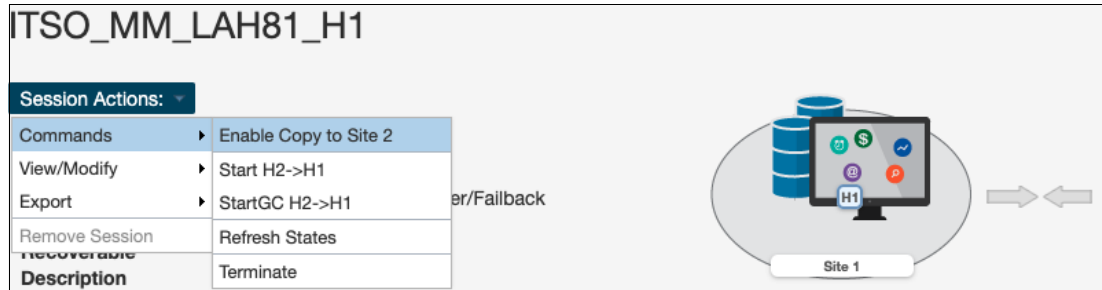 ITSO_MM_LAH81_H1
Session Actions:
Commands
View/Modify
Export
Remove Session
Enable Copy to Site 2
Start H2->H1
StartGC H2->H1
Refresh States
Terminate
er/Failback
Recoverable
Description
$
@
H1
Site 1